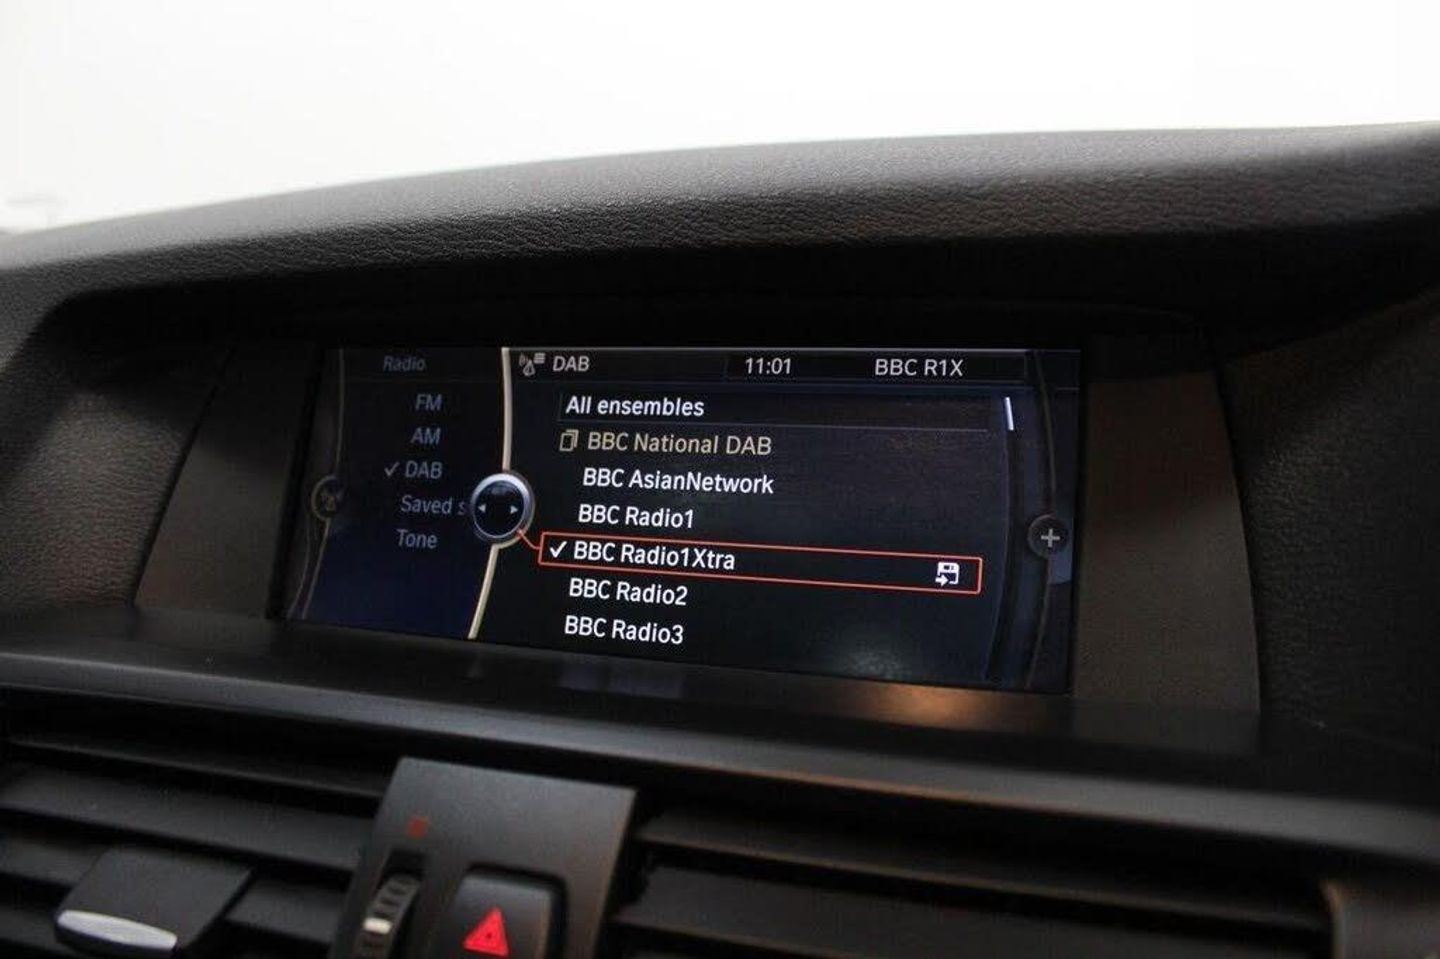 Radio
FM
AM
DAB
Saved s
Tone
DAB 11:01 BBC R1X
All ensembles
BBC National DAB
BBC AsianNetwork
BBC Radio1
BBC Radio1Xtra
BBC Radio2
BBC Radio3